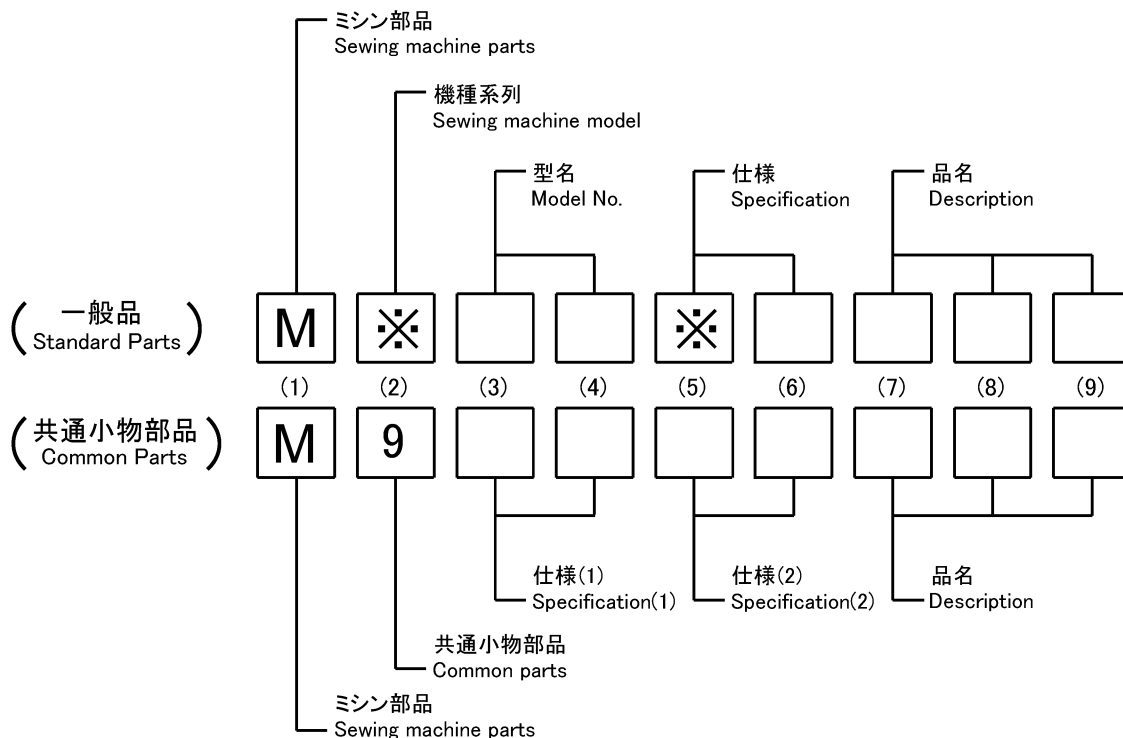 ミシン部品
Sewing machine parts
機種系列
Sewing machine model
型名
Model No.
仕様
Specification
品名
Description
(一般品
Standard Parts)
M ※ ※
(1) (2) (3) (4) (5) (6) (7) (8) (9)
(共通小物部品
Common Parts)
M 9
仕様(1)
Specification(1)
仕様(2)
Specification(2)
品名
Description
共通小物部品
Common parts
ミシン部品
Sewing machine parts